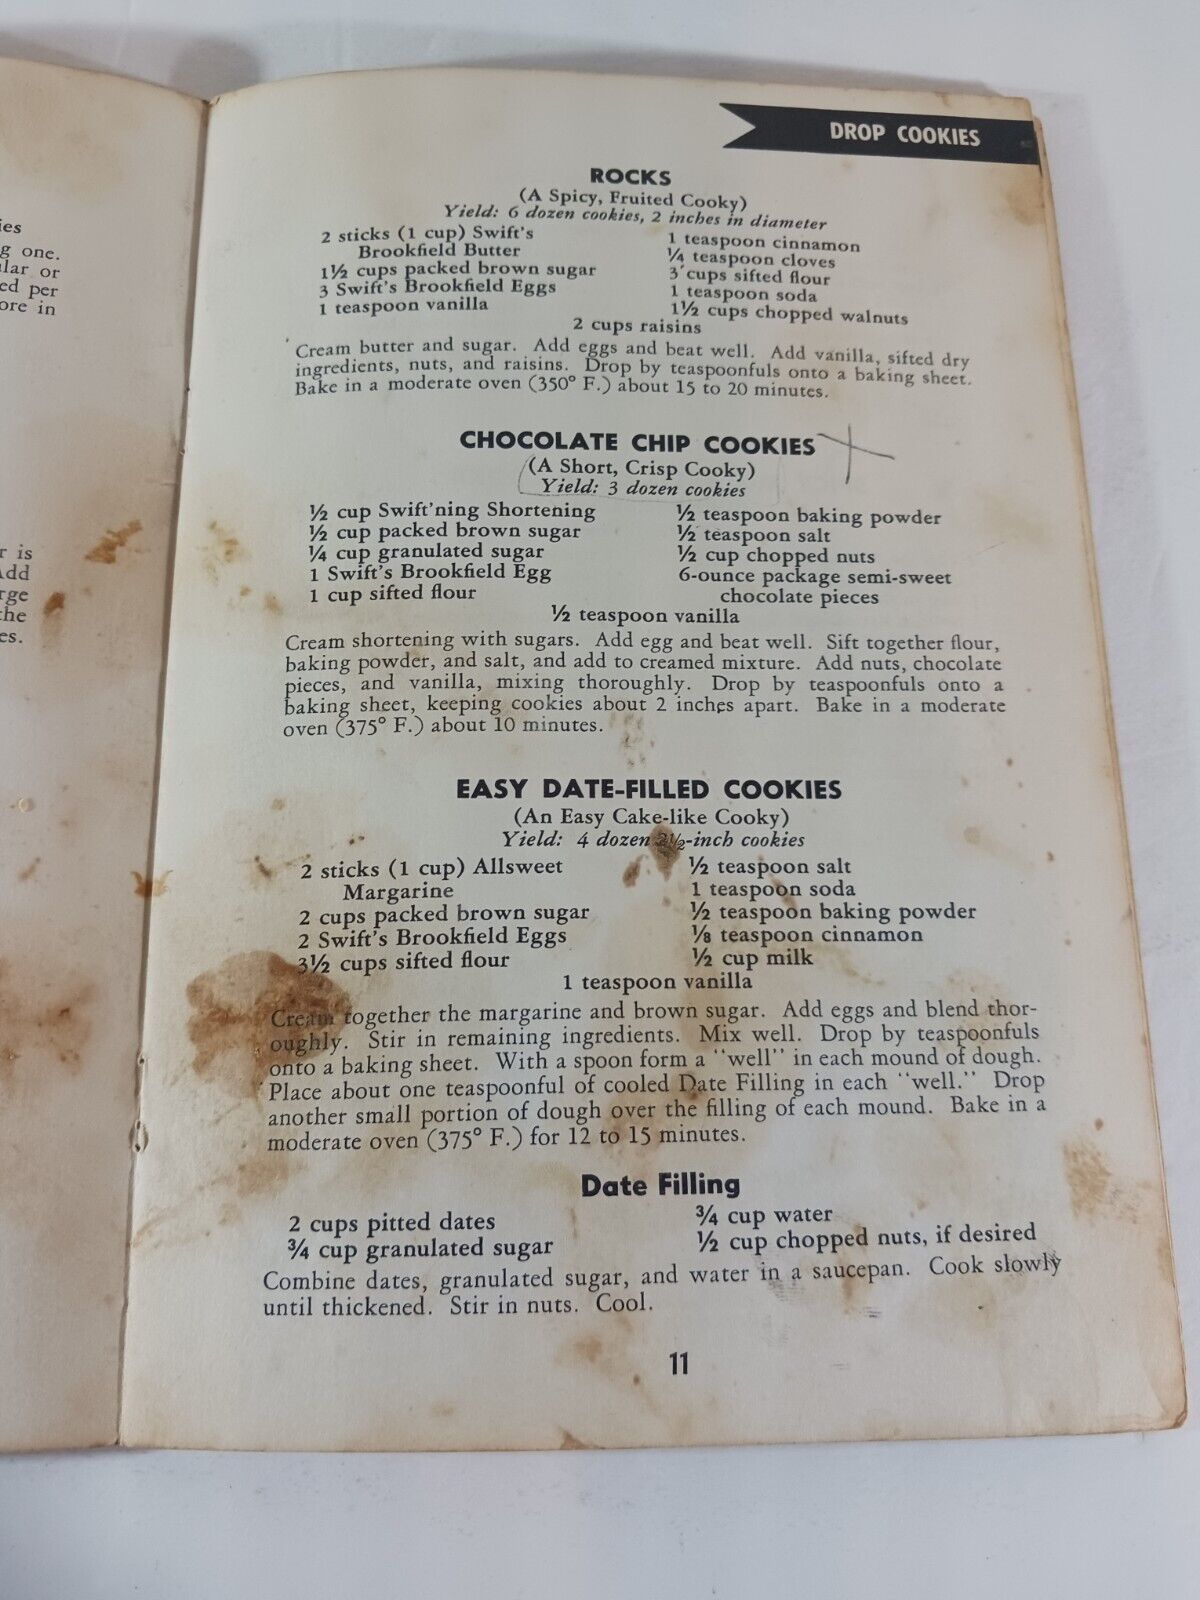 ies
g one.
lar or
ed per
ore in
r is
Add
rge
the
es.
DROP COOKIES
ROCKS
(A Spicy, Fruited Cooky)
Yield: 6 dozen cookies, 2 inches in diameter
2 sticks (1 cup) Swift's
Brookfield Butter
1½ cups packed brown sugar
3 Swift's Brookfield Eggs
1 teaspoon vanilla
1 teaspoon cinnamon
¼ teaspoon cloves
3 cups sifted flour
1 teaspoon soda
1½ cups chopped walnuts
2 cups raisins
Cream butter and sugar. Add eggs and beat well. Add vanilla, sifted dry
ingredients, nuts, and raisins. Drop by teaspoonfuls onto a baking sheet.
Bake in a moderate oven (350° F.) about 15 to 20 minutes.
CHOCOLATE CHIP COOKIES
(A Short, Crisp Cooky)
Yield: 3 dozen cookies
½ cup Swift'ning Shortening
½ cup packed brown sugar
¼ cup granulated sugar
1 Swift's Brookfield Egg
1 cup sifted flour
½ teaspoon baking powder
½ teaspoon salt
½ cup chopped nuts
6-ounce package semi-sweet
chocolate pieces
½ teaspoon vanilla
Cream shortening with sugars. Add egg and beat well. Sift together flour,
baking powder, and salt, and add to creamed mixture. Add nuts, chocolate
pieces, and vanilla, mixing thoroughly. Drop by teaspoonfuls onto a
baking sheet, keeping cookies about 2 inches apart. Bake in a moderate
oven (375° F.) about 10 minutes.
EASY DATE-FILLED COOKIES
(An Easy Cake-like Cooky)
Yield: 4 dozen 2½-inch cookies
2 sticks (1 cup) Allsweet
Margarine
2 cups packed brown sugar
2 Swift's Brookfield Eggs
3½ cups sifted flour
½ teaspoon salt
1 teaspoon soda
½ teaspoon baking powder
⅛ teaspoon cinnamon
½ cup milk
1 teaspoon vanilla
Cream together the margarine and brown sugar. Add eggs and blend thor-
oughly. Stir in remaining ingredients. Mix well. Drop by teaspoonfuls
onto a baking sheet. With a spoon form a "well" in each mound of dough.
Place about one teaspoonful of cooled Date Filling in each "well." Drop
another small portion of dough over the filling of each mound. Bake in a
moderate oven (375° F.) for 12 to 15 minutes.
Date Filling
2 cups pitted dates
¾ cup granulated sugar
¾ cup water
½ cup chopped nuts, if desired
Combine dates, granulated sugar, and water in a saucepan. Cook slowly
until thickened. Stir in nuts. Cool.
11